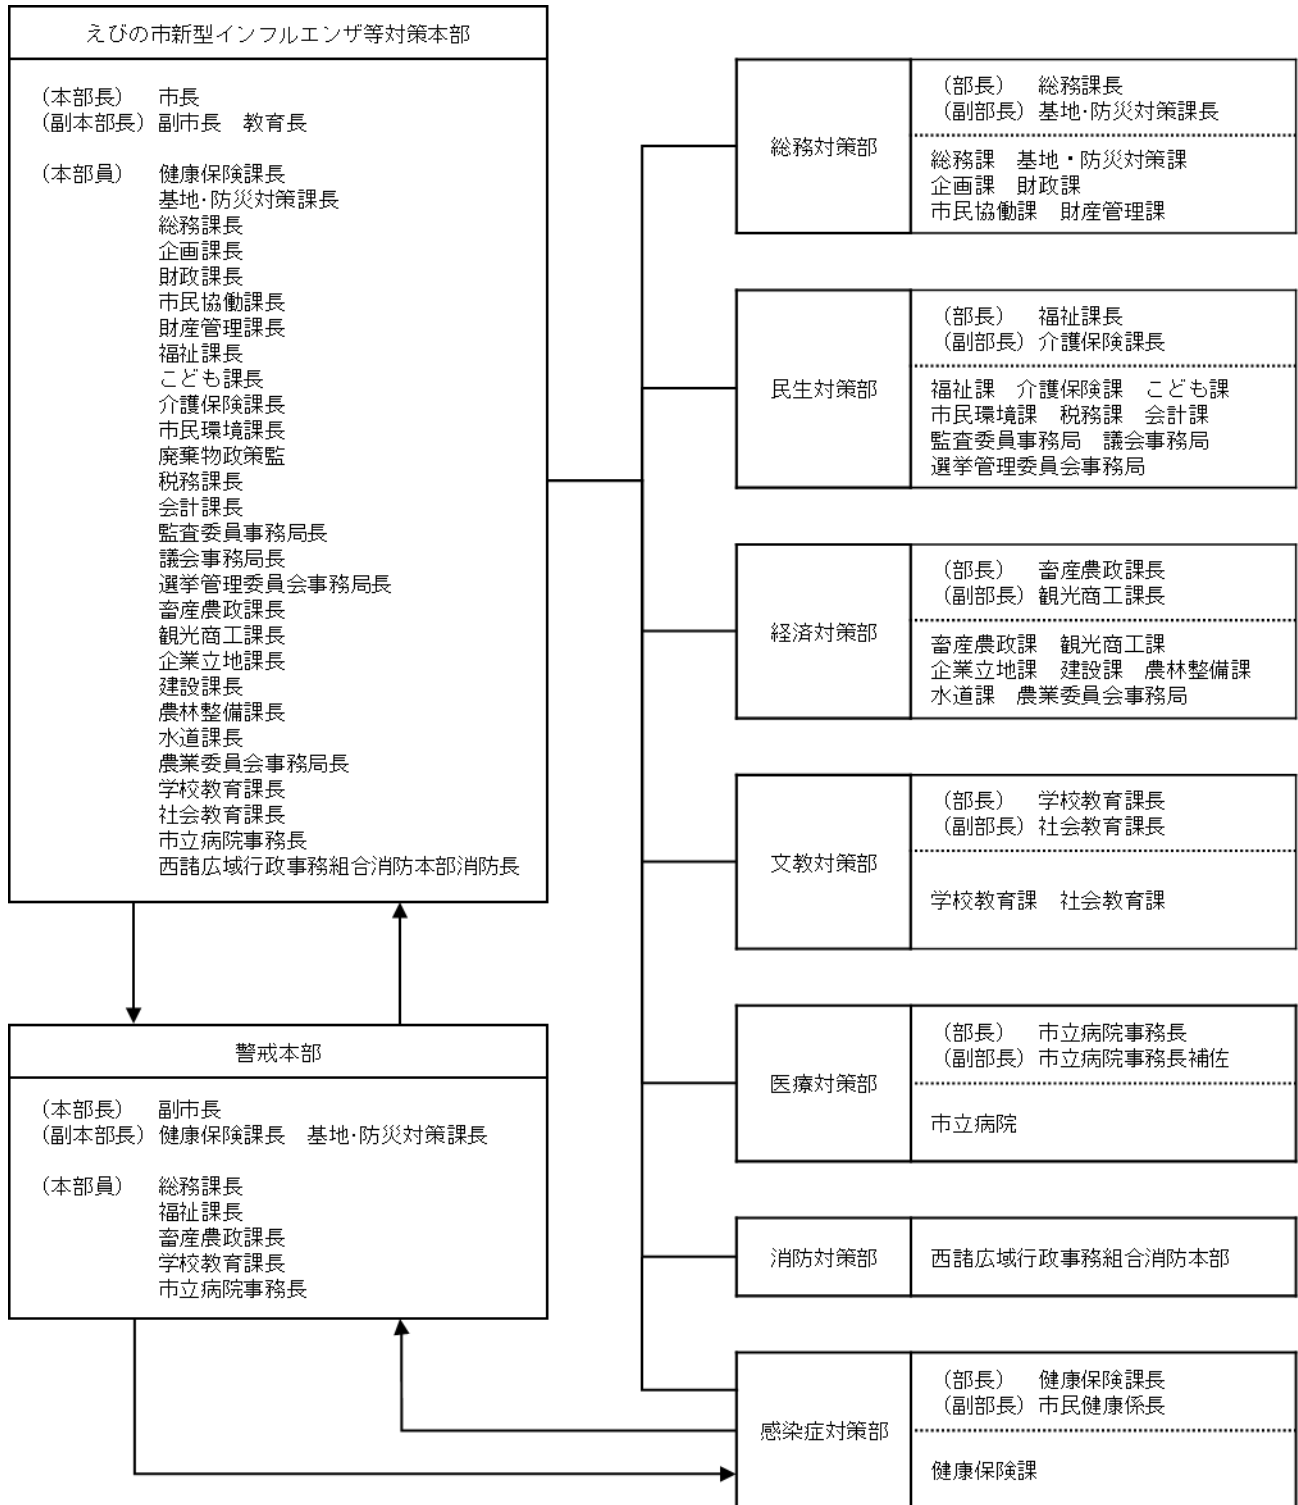 えびの市新型インフルエンザ等対策本部
(本部長) 市長
(副本部長) 副市長 教育長
(本部員) 健康保険課長
基地・防災対策課長
総務課長
企画課長
財政課長
市民協働課長
財産管理課長
福祉課長
こども課長
介護保険課長
市民環境課長
廃棄物政策監
税務課長
会計課長
監査委員事務局長
議会事務局長
選挙管理委員会事務局長
畜産農政課長
観光商工課長
企業立地課長
建設課長
農林整備課長
水道課長
農業委員会事務局長
学校教育課長
社会教育課長
市立病院事務長
西諸広域行政事務組合消防本部消防長
警戒本部
(本部長) 副市長
(副本部長) 健康保険課長 基地・防災対策課長
(本部員) 総務課長
福祉課長
畜産農政課長
学校教育課長
市立病院事務長
総務対策部
(部長) 総務課長
(副部長) 基地・防災対策課長
総務課 基地・防災対策課
企画課 財政課
市民協働課 財産管理課
民生対策部
(部長) 福祉課長
(副部長) 介護保険課長
福祉課 介護保険課 こども課
市民環境課 税務課 会計課
監査委員事務局 議会事務局
選挙管理委員会事務局
経済対策部
(部長) 畜産農政課長
(副部長) 観光商工課長
畜産農政課 観光商工課
企業立地課 建設課 農林整備課
水道課 農業委員会事務局
文教対策部
(部長) 学校教育課長
(副部長) 社会教育課長
学校教育課 社会教育課
医療対策部
(部長) 市立病院事務長
(副部長) 市立病院事務長補佐
市立病院
消防対策部
西諸広域行政事務組合消防本部
感染症対策部
(部長) 健康保険課長
(副部長) 市民健康係長
健康保険課